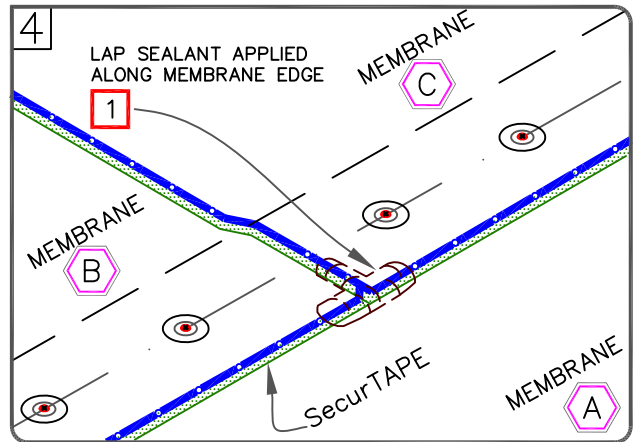 4
LAP SEALANT APPLIED
ALONG MEMBRANE EDGE
1
MEMBRANE
C
MEMBRANE
B
SecurTAPE
MEMBRANE
A